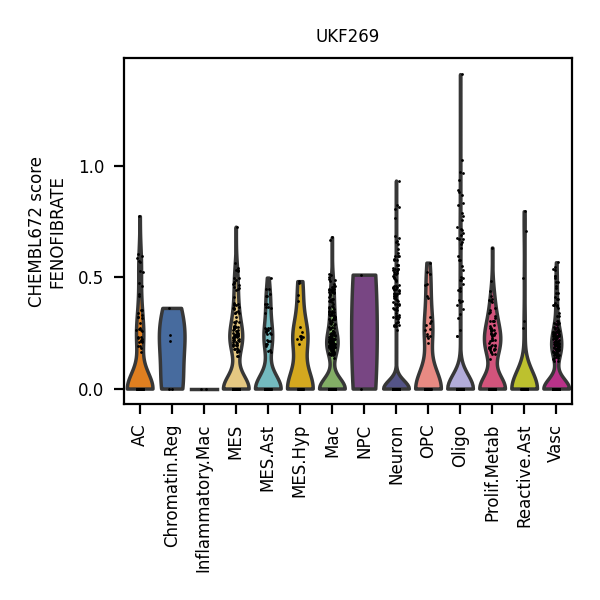 UKF269
CHEMBL672 score
FENOFIBRATE
1.0
0.5
0.0
AC
Chromatin.Reg
Inflammatory.Mac
MES
MES.Ast
MES.Hyp
Mac
NPC
Neuron
OPC
Oligo
Prolif.Metab
Reactive.Ast
Vasc